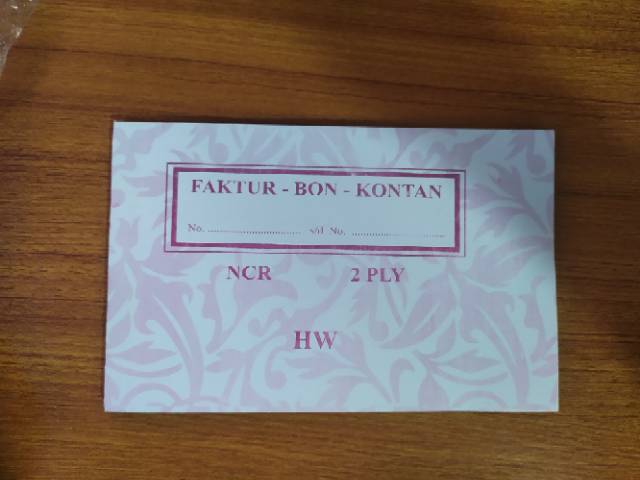 FAKTUR - BON - KONTAN
No. .............................. s/d No. ..............................
NCR 2 PLY
HW